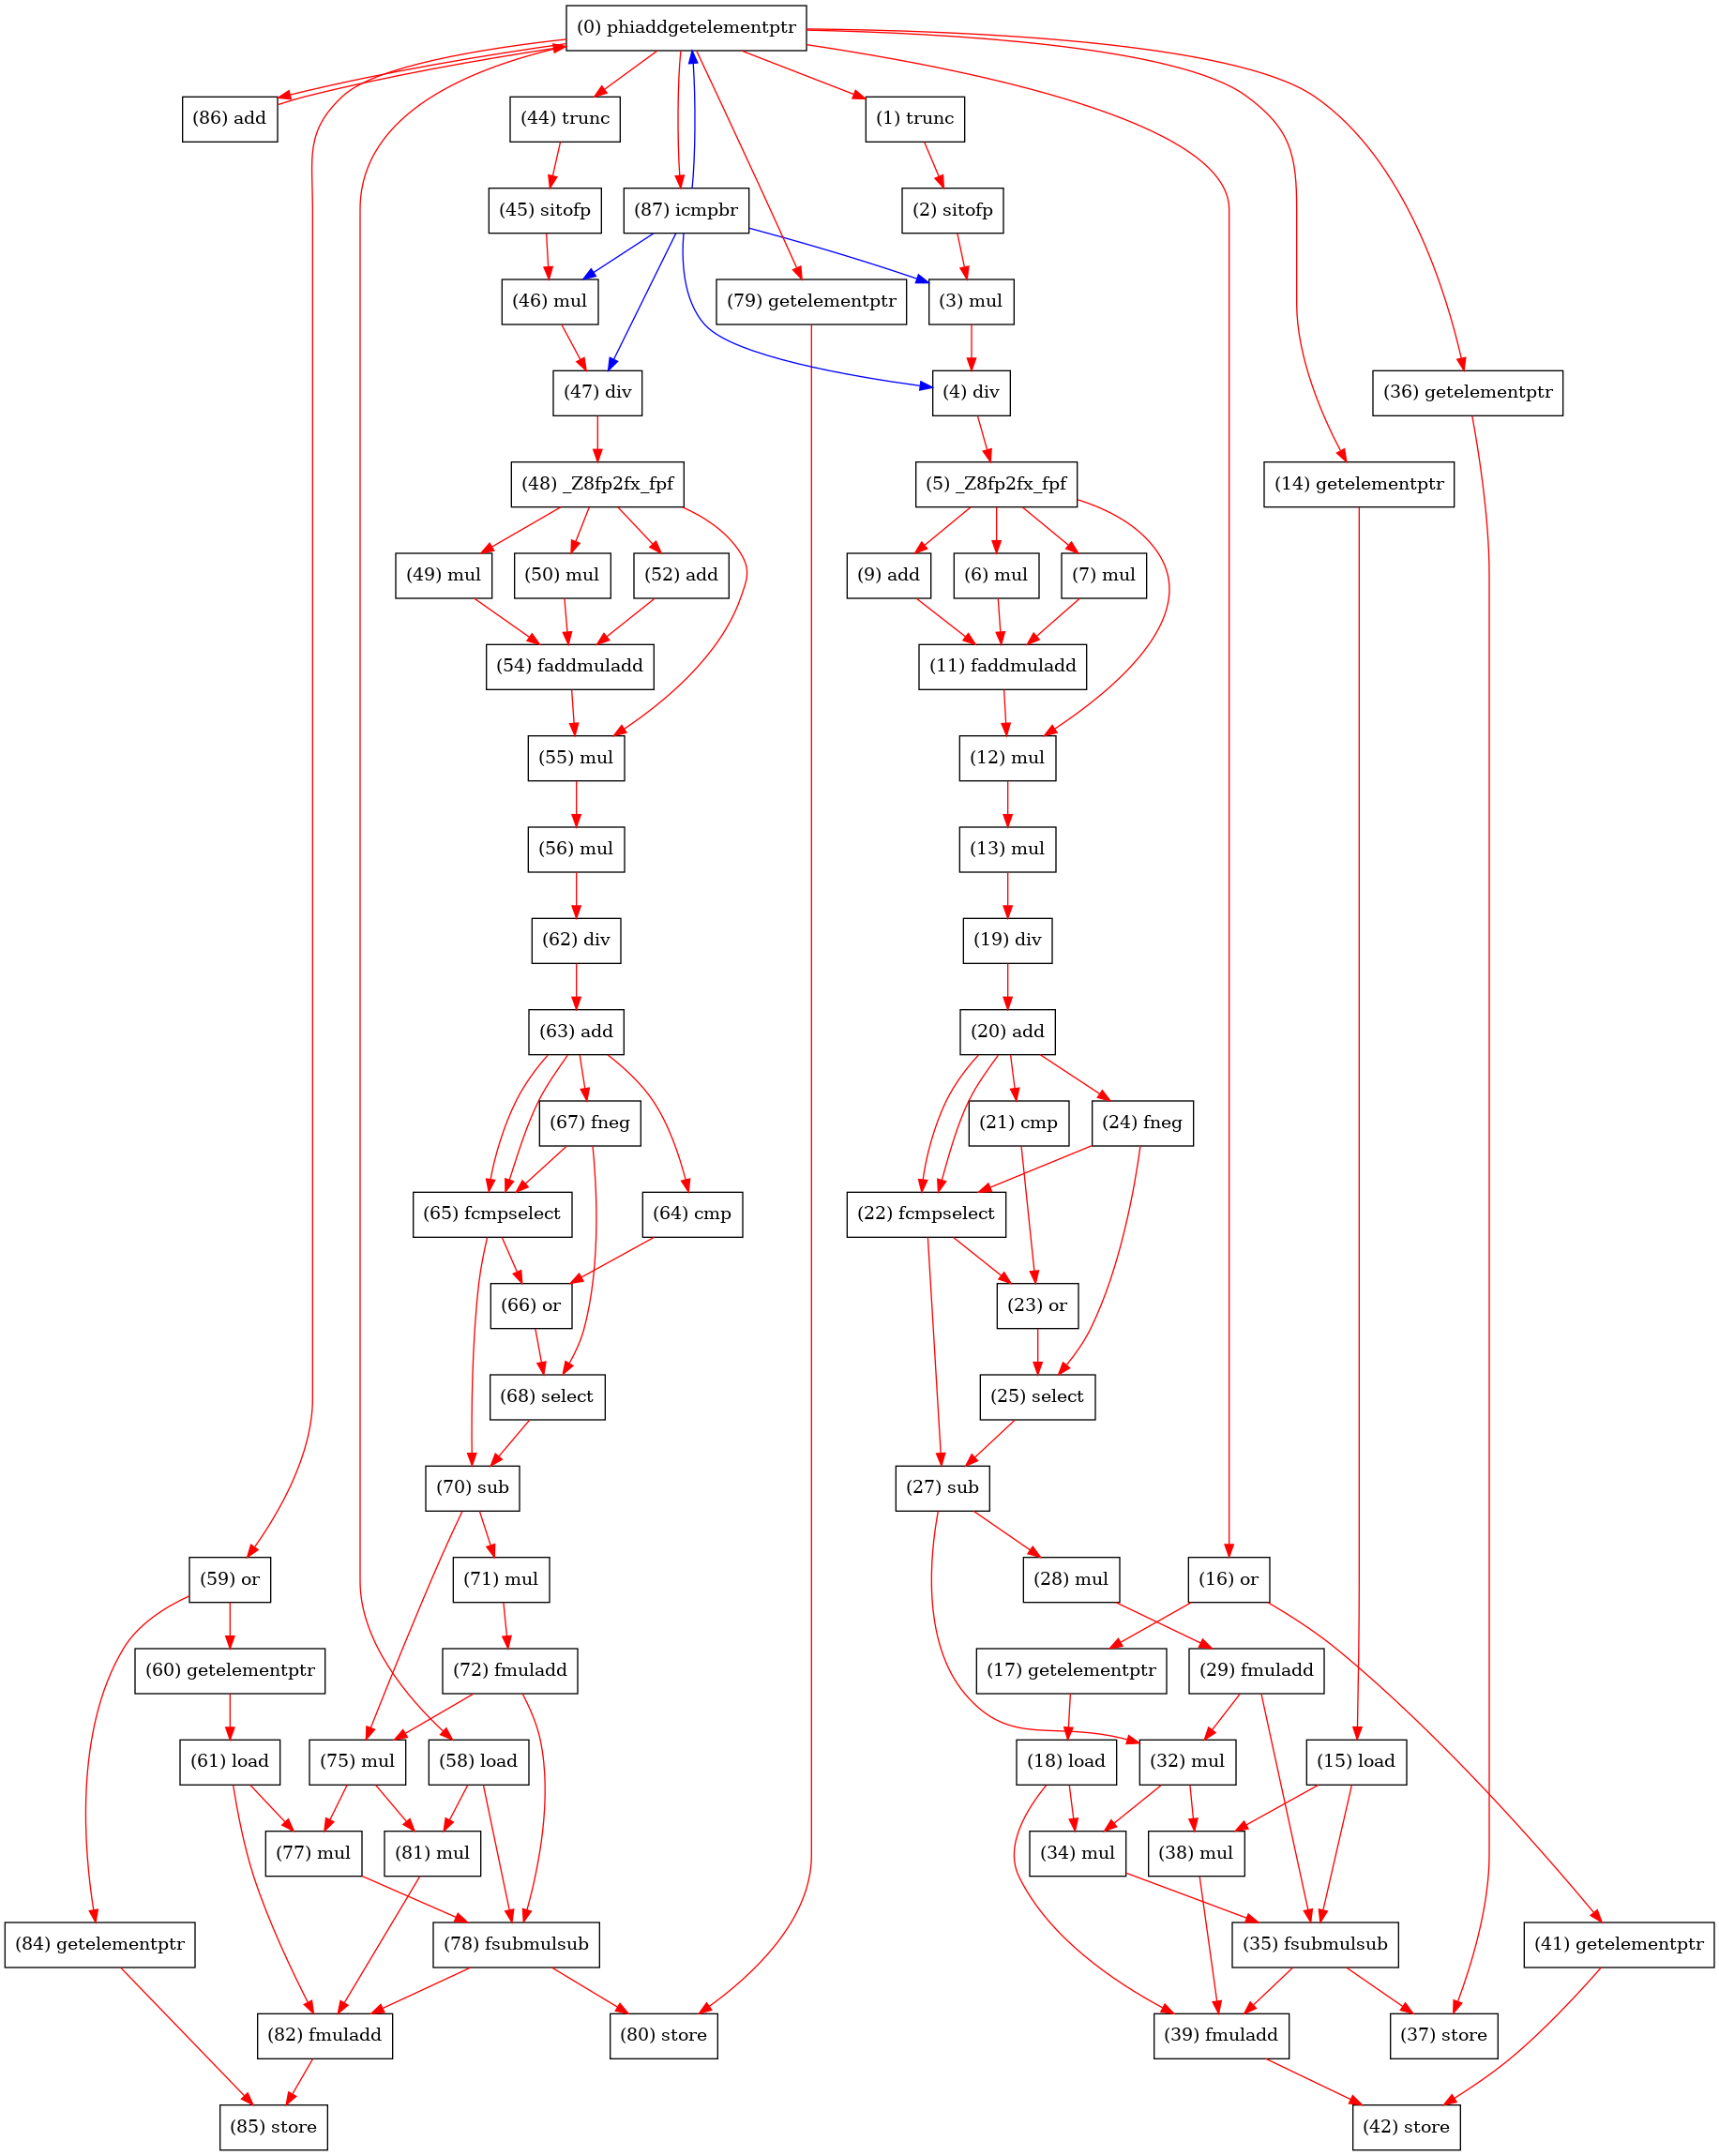 (0) phiaddgetelementptr
(86) add
(44) trunc
(1) trunc
(45) sitofp
(87) icmpbr
(2) sitofp
(46) mul
(79) getelementptr
(3) mul
(47) div
(4) div
(36) getelementptr
(48) _Z8fp2fx_fpf
(5) _Z8fp2fx_fpf
(14) getelementptr
(49) mul
(50) mul
(52) add
(9) add
(6) mul
(7) mul
(54) faddmuladd
(11) faddmuladd
(55) mul
(12) mul
(56) mul
(13) mul
(62) div
(19) div
(63) add
(20) add
(67) fneg
(21) cmp
(24) fneg
(65) fcmpselect
(64) cmp
(22) fcmpselect
(66) or
(23) or
(68) select
(25) select
(70) sub
(27) sub
(59) or
(71) mul
(28) mul
(16) or
(60) getelementptr
(72) fmuladd
(17) getelementptr
(29) fmuladd
(61) load
(75) mul
(58) load
(18) load
(32) mul
(15) load
(77) mul
(81) mul
(34) mul
(38) mul
(84) getelementptr
(78) fsubmulsub
(35) fsubmulsub
(41) getelementptr
(82) fmuladd
(80) store
(39) fmuladd
(37) store
(85) store
(42) store